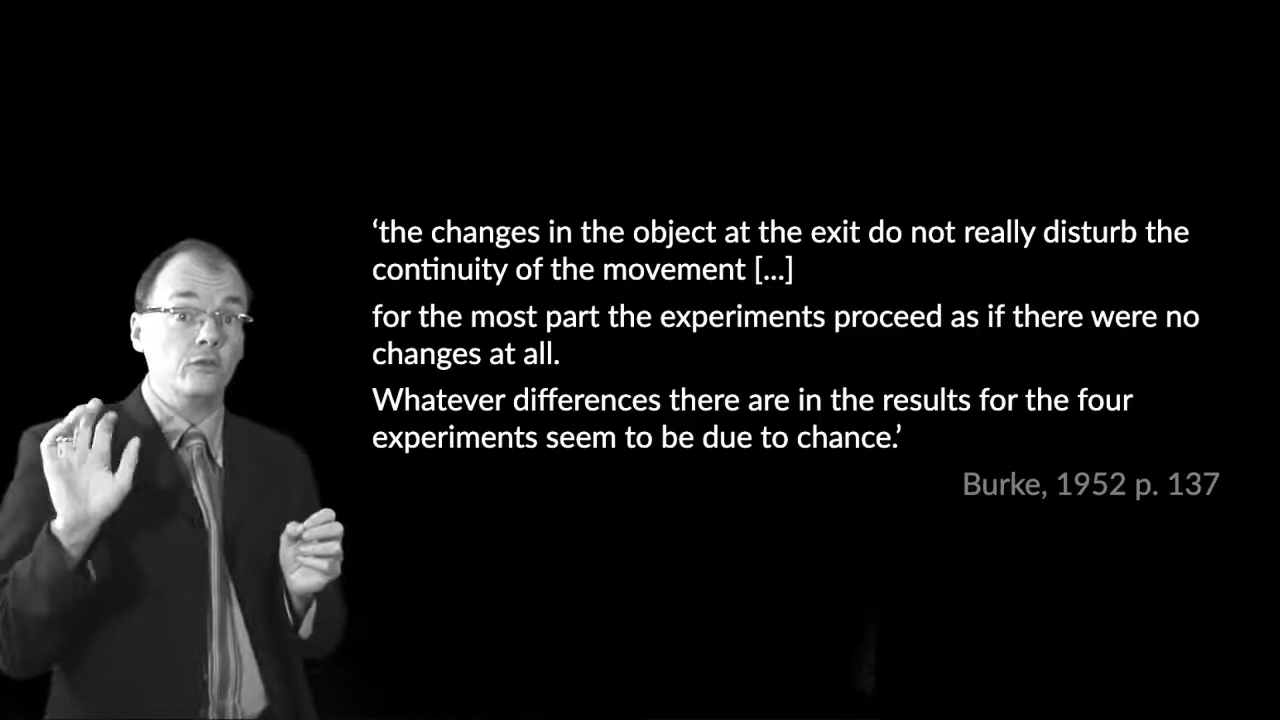 ‘the changes in the object at the exit do not really disturb the
continuity of the movement [...]
for the most part the experiments proceed as if there were no
changes at all.
Whatever differences there are in the results for the four
experiments seem to be due to chance.’
Burke, 1952 p. 137